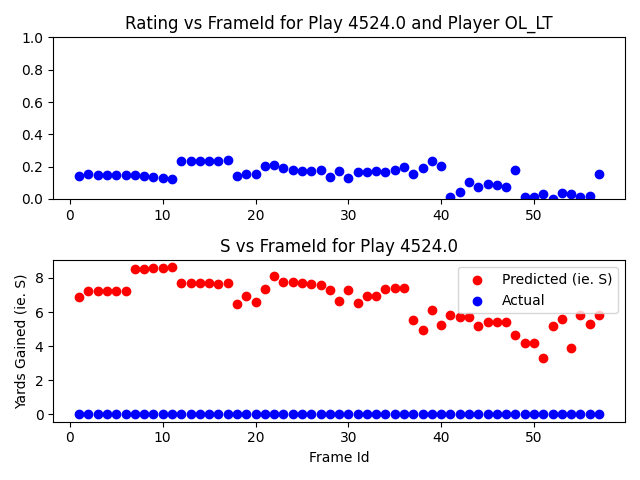 Rating vs FrameId for Play 4524.0 and Player OL_LT
1.0
0.8
0.6
0.4
0.2
0.0
0 10 20 30 40 50
S vs FrameId for Play 4524.0
Predicted (ie. S)
Actual
Yards Gained (ie. S)
8
6
4
2
0
0 10 20 30 40 50
Frame Id